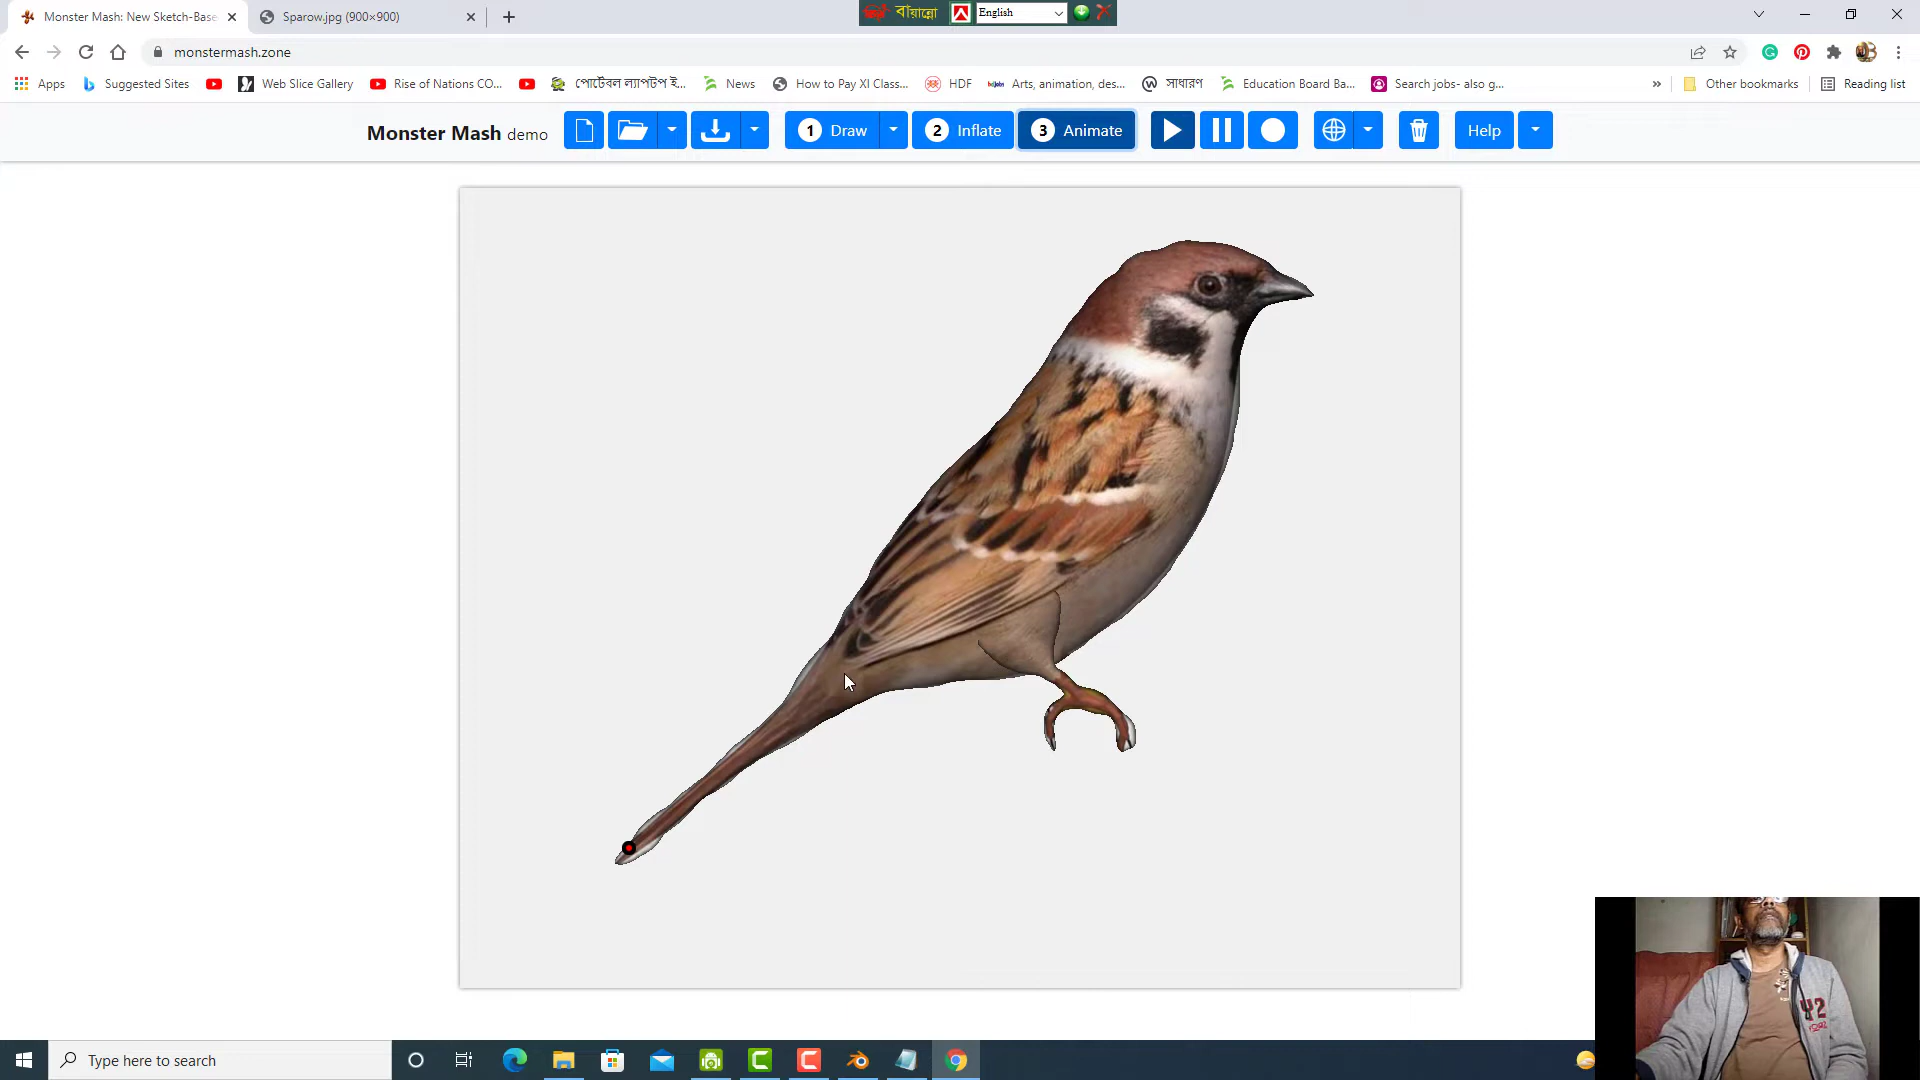 Monster Mash: New Sketch-Base
Sparow.jpg (900×900)
বাঁয়ান্নো
English
monstermash.zone
Apps
Suggested Sites
Web Slice Gallery
Rise of Nations CO...
পোর্টেবল ল্যাপটপ ই...
News
How to Pay XI Class...
HDF
Arts, animation, des...
সাধারণ
Education Board Ba...
Search jobs- also g...
»
Other bookmarks
Reading list
Monster Mash demo
1 Draw
2 Inflate
3 Animate
Help
Type here to search